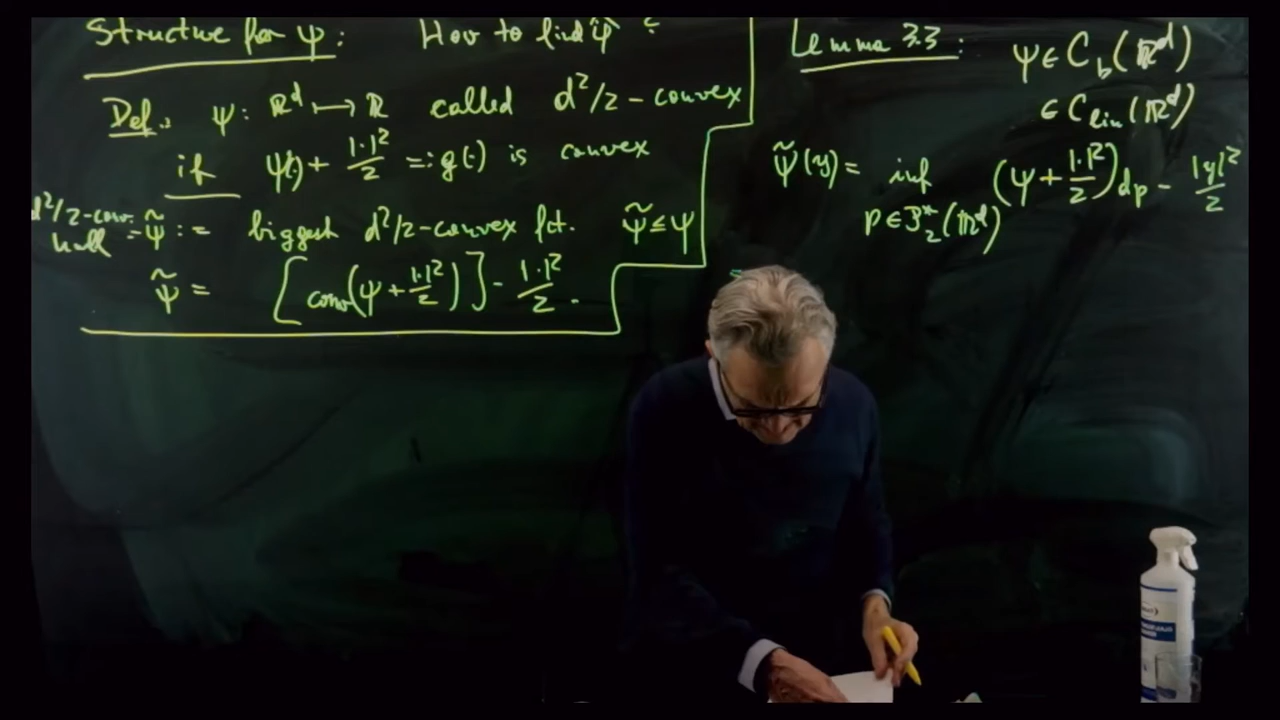 Structure for ψ: How to find ψ̂ ?
Def.: ψ: ℝ^d ⟼ ℝ called d²/2-convex
if ψ(·) + |·|²/2 =: g(·) is convex
d²/2-conv. hull = ψ̃ := biggest d²/2-convex fct. ψ̃ ≤ ψ
ψ̃ = [conv(ψ + |·|²/2)] - |·|²/2.
Lemma 3.3: ψ ∈ C_b(ℝ^d)
∈ C_lin(ℝ^d)
ψ̃(y) = inf (ψ + |·|²/2) dp - |y|²/2